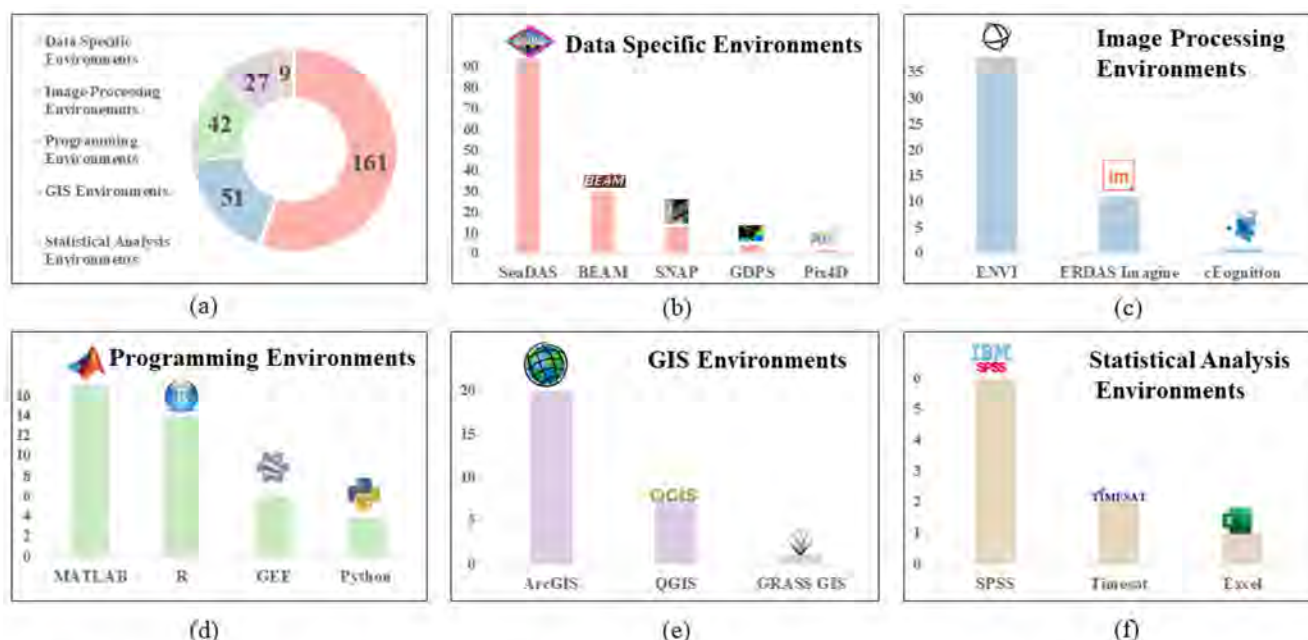 Data Specific
Environments
Image Processing
Environments
Programming
Environments
GIS Environments
Statistical Analysis
Environments
9
27
42
51
161
(a)
Data Specific Environments
90
80
70
60
50
40
30
20
10
0
BEAM
SeaDAS BEAM SNAP GDPS Pix4D
(b)
Image Processing
Environments
35
30
25
20
15
10
5
0
im
ENVI ERDAS Imagine cEognition
(c)
Programming Environments
16
14
12
10
8
6
4
2
0
MATLAB R GEE Python
(d)
GIS Environments
20
15
10
5
0
QGIS
ArcGIS QGIS GRASS GIS
(e)
Statistical Analysis
Environments
IBM
SPSS
6
5
4
3
2
1
0
TIMESAT
SPSS Timesat Excel
(f)